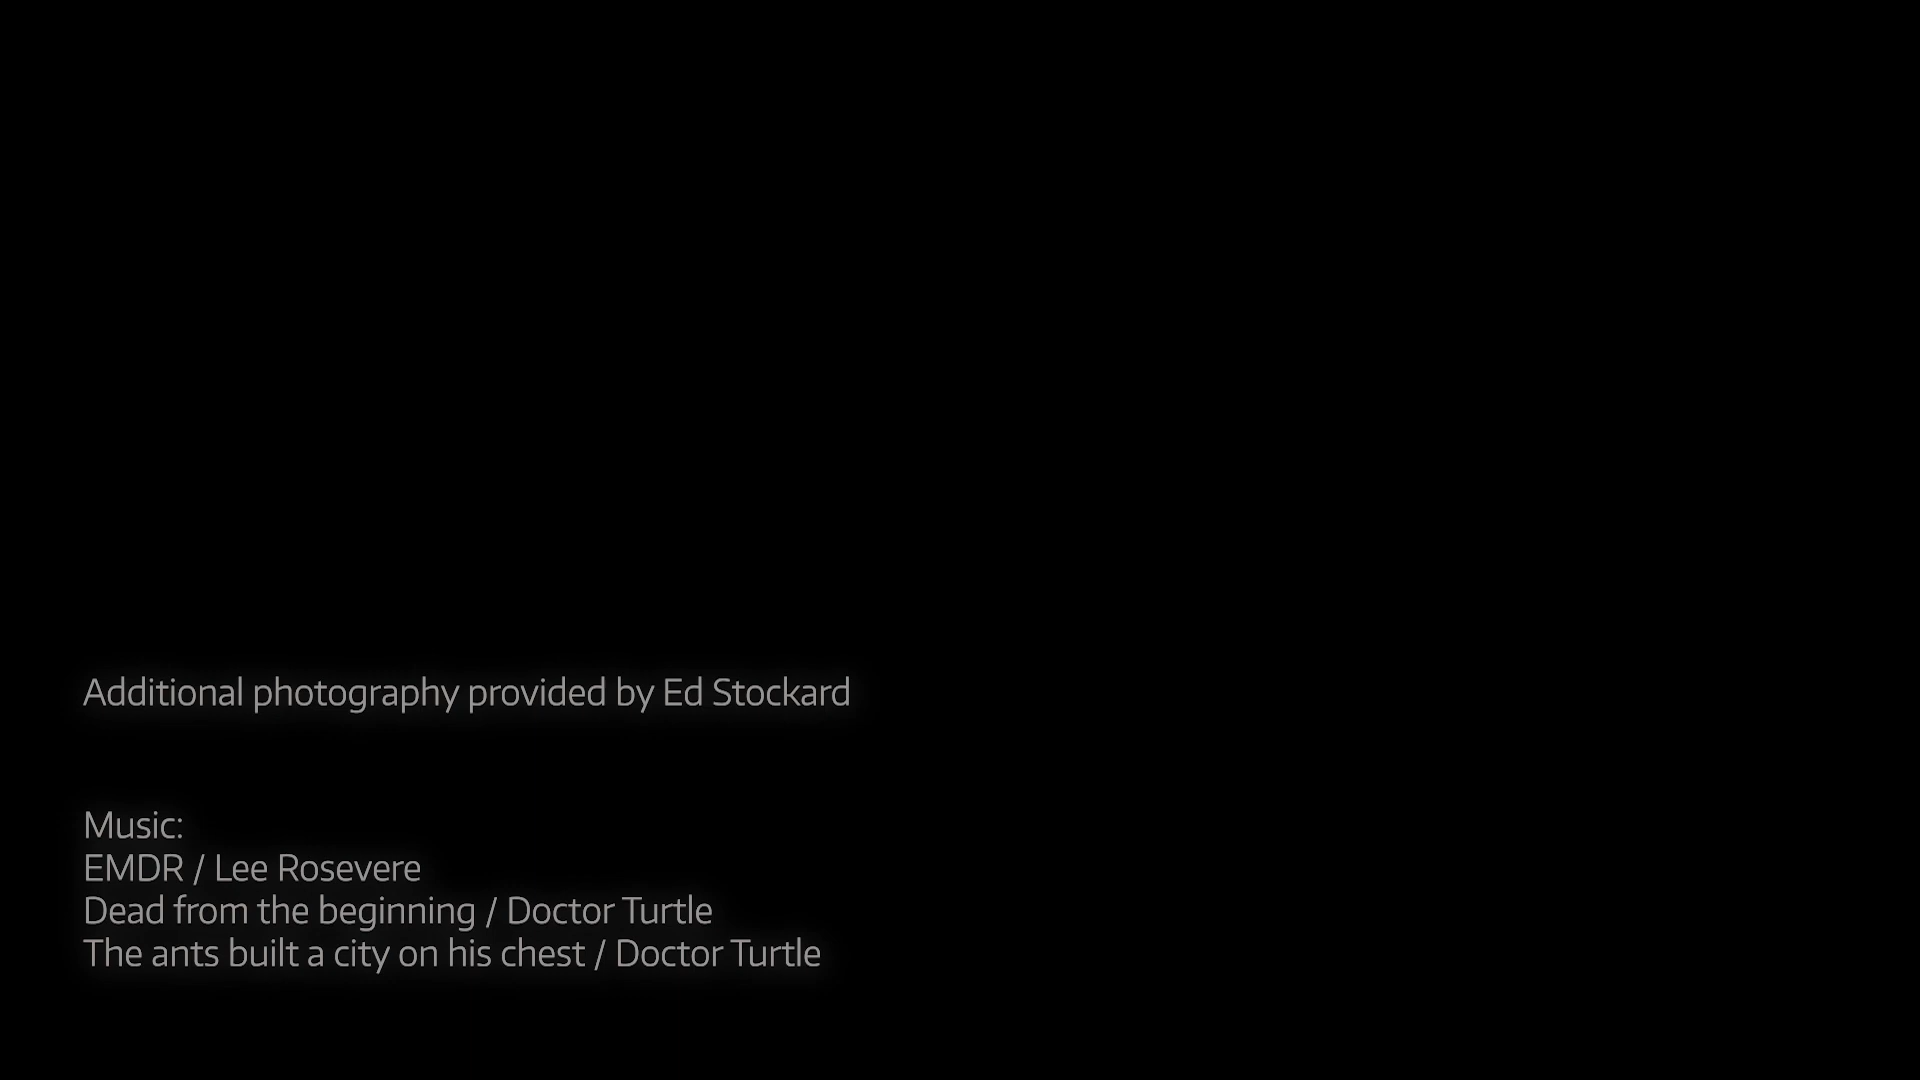 Additional photography provided by Ed Stockard
Music:
EMDR / Lee Rosevere
Dead from the beginning / Doctor Turtle
The ants built a city on his chest / Doctor Turtle